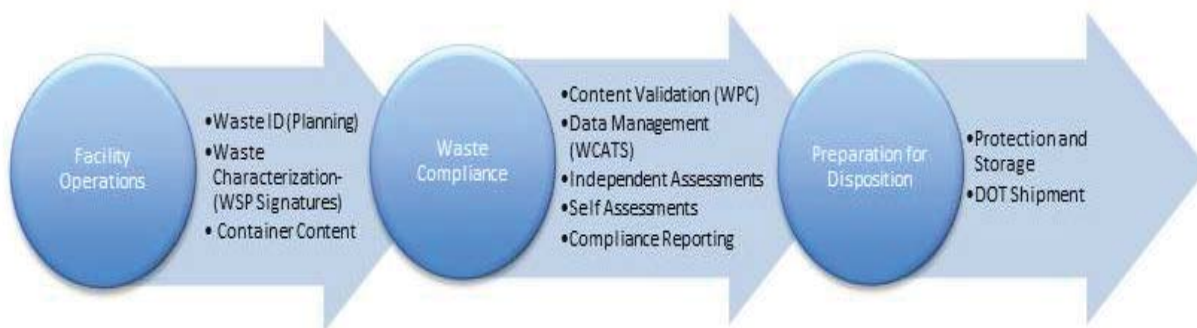 Facility
Operations
•Waste ID (Planning)
•Waste
Characterization-
(WSP Signatures)
• Container Content
Waste
Compliance
•Content Validation (WPC)
•Data Management
(WCATS)
•Independent Assessments
•Self Assessments
•Compliance Reporting
Preparation for
Disposition
•Protection and
Storage
•DOT Shipment